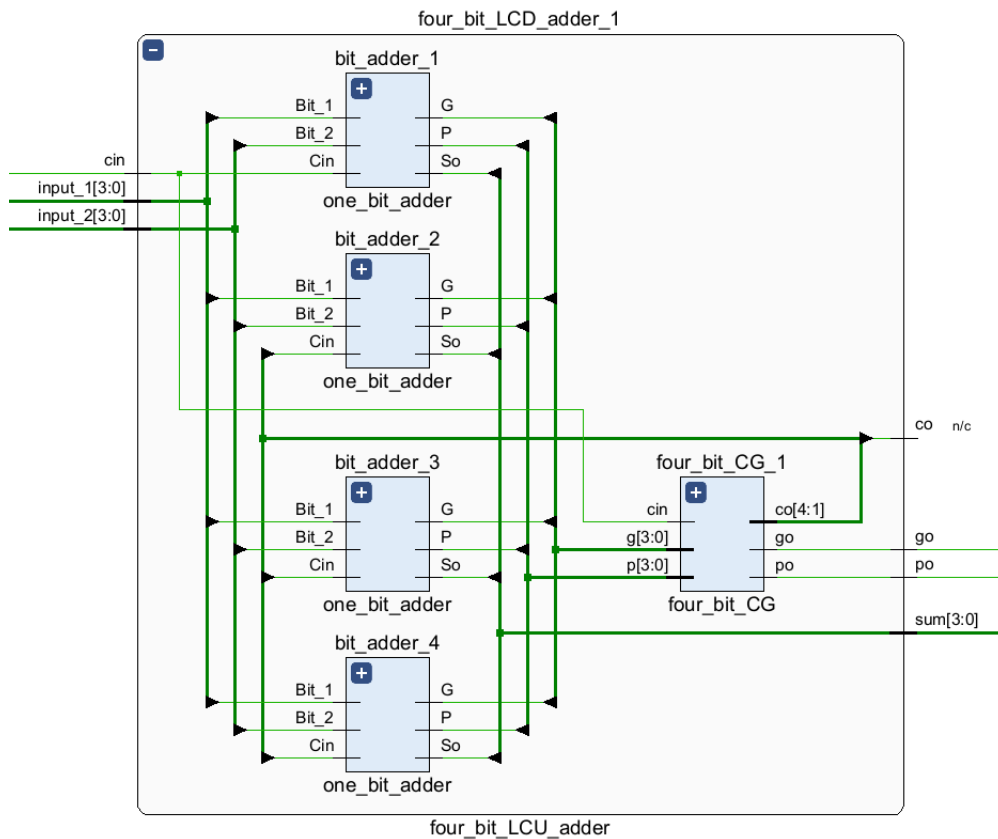 four_bit_LCD_adder_1
bit_adder_1
Bit_1
G
Bit_2
P
cin
Cin
So
input_1[3:0]
one_bit_adder
input_2[3:0]
bit_adder_2
Bit_1
G
Bit_2
P
Cin
So
one_bit_adder
co n/c
bit_adder_3
four_bit_CG_1
Bit_1
G
cin
co[4:1]
Bit_2
P
g[3:0]
go
go
Cin
So
p[3:0]
po
po
one_bit_adder
four_bit_CG
sum[3:0]
bit_adder_4
Bit_1
G
Bit_2
P
Cin
So
one_bit_adder
four_bit_LCU_adder